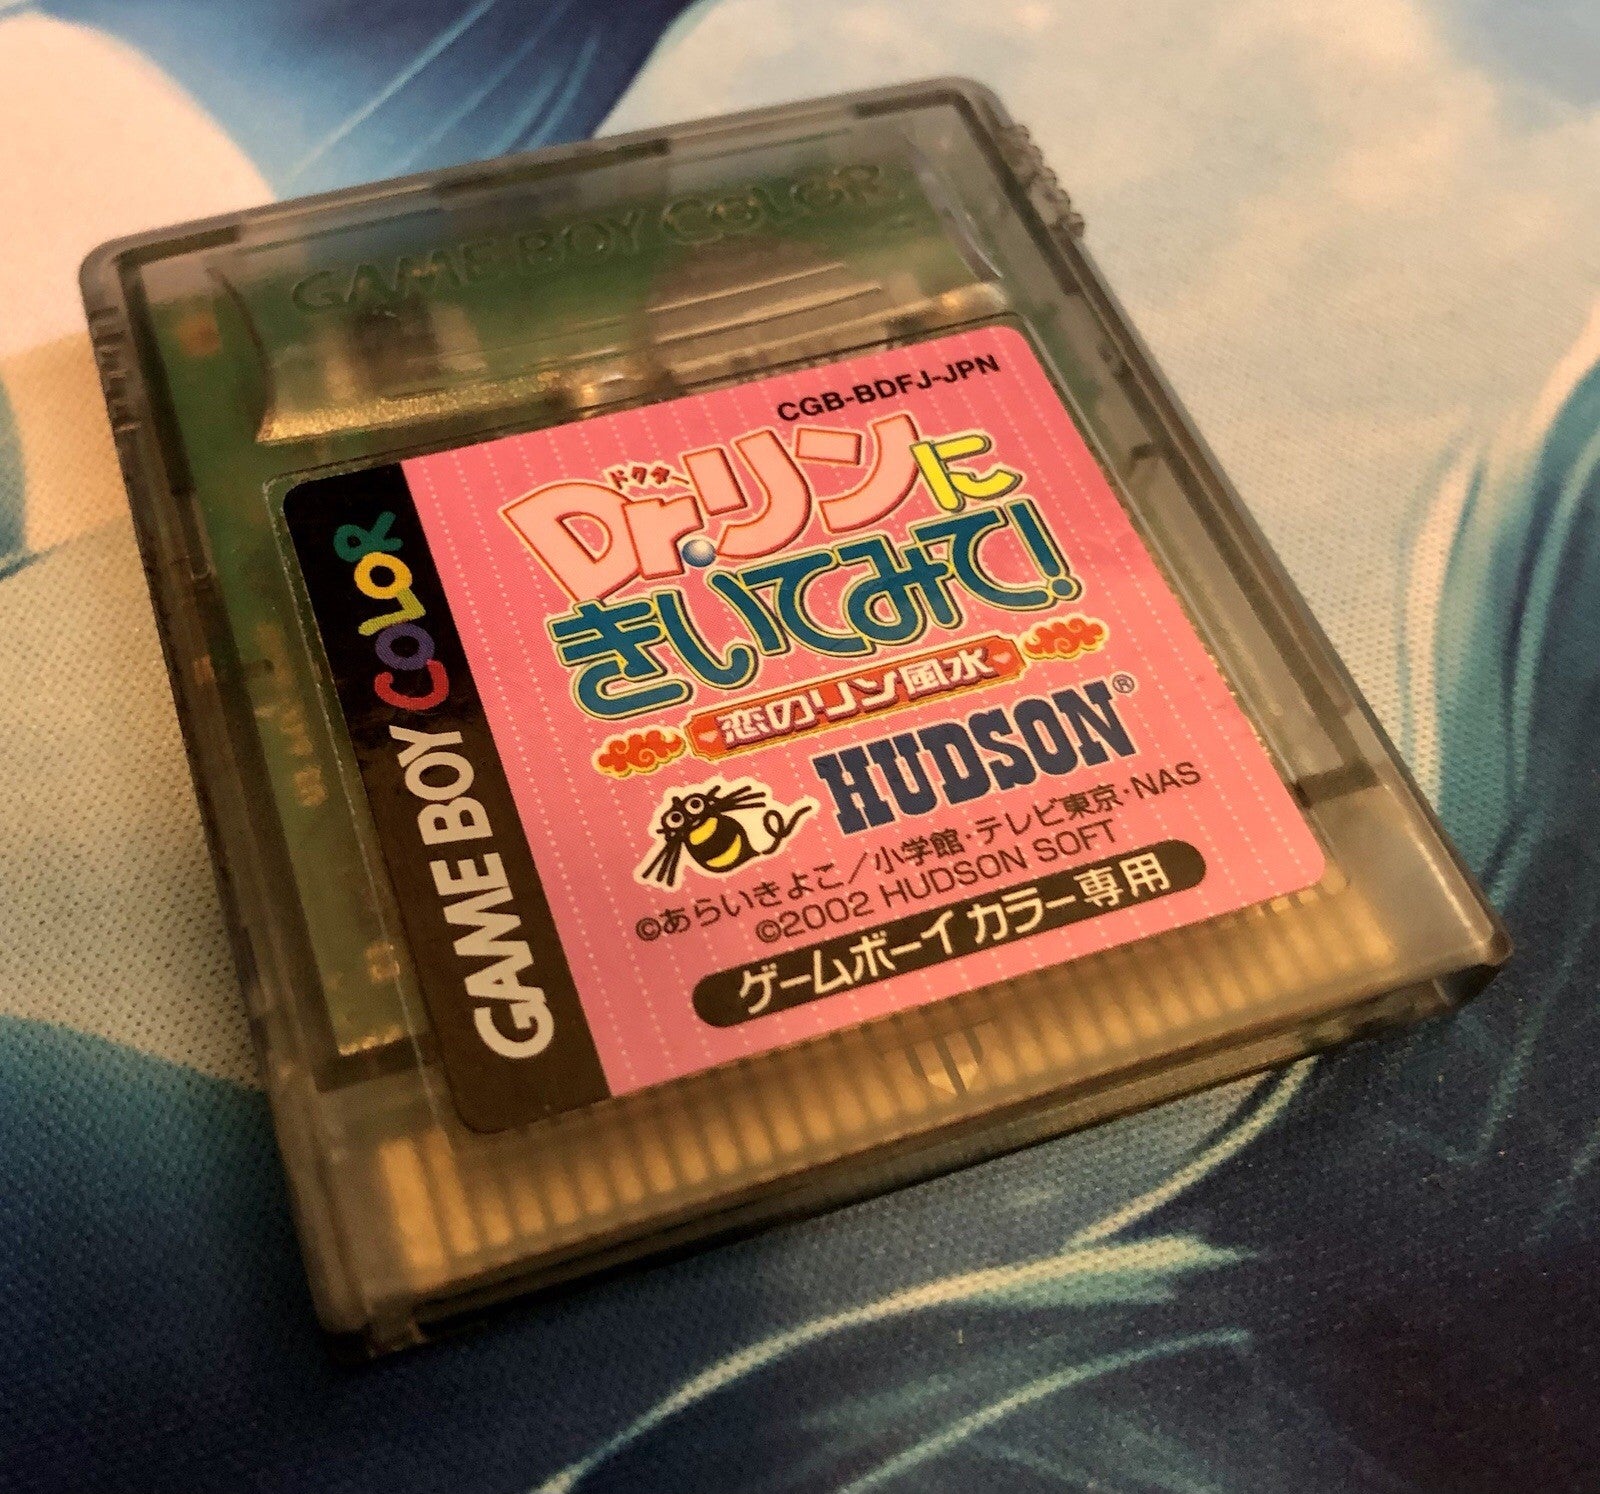 GAME BOY COLOR
CGB-BDFJ-JPN
ドクター
Dr.リンに
きいてみて!
恋のリン風水
HUDSON®
©あらいきよこ／小学館・テレビ東京・NAS
©2002 HUDSON SOFT
ゲームボーイ カラー専用
GAME BOY COLOR